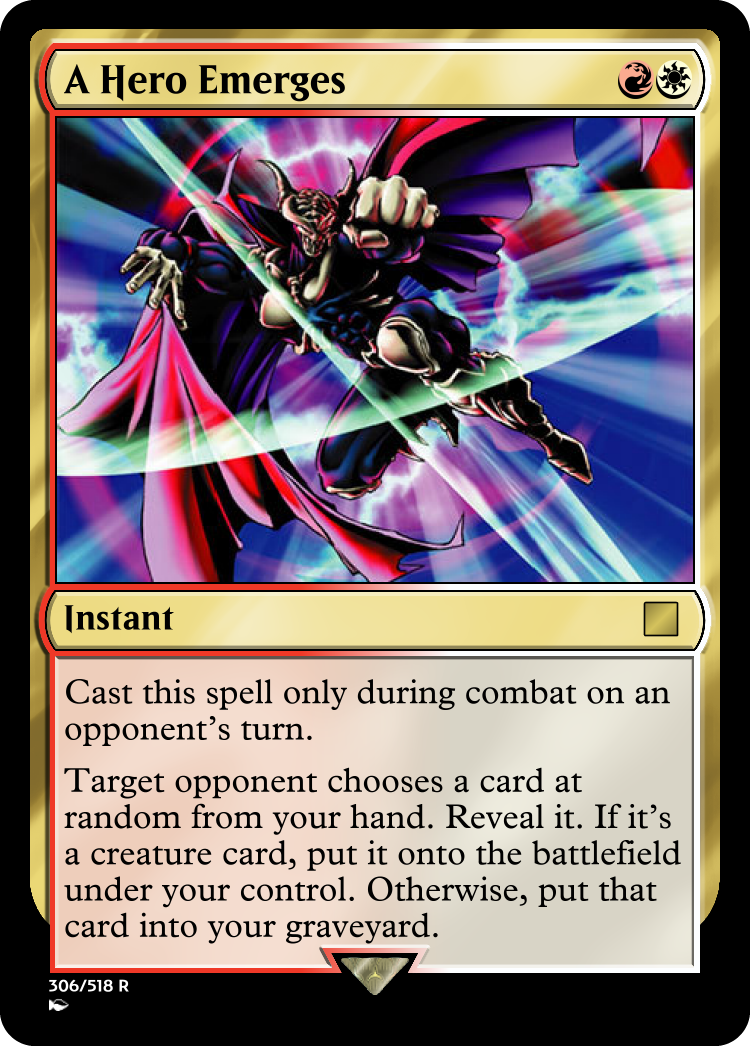 A Hero Emerges
Instant
Cast this spell only during combat on an
opponent's turn.
Target opponent chooses a card at
random from your hand. Reveal it. If it's
a creature card, put it onto the battlefield
under your control. Otherwise, put that
card into your graveyard.
306/518 R